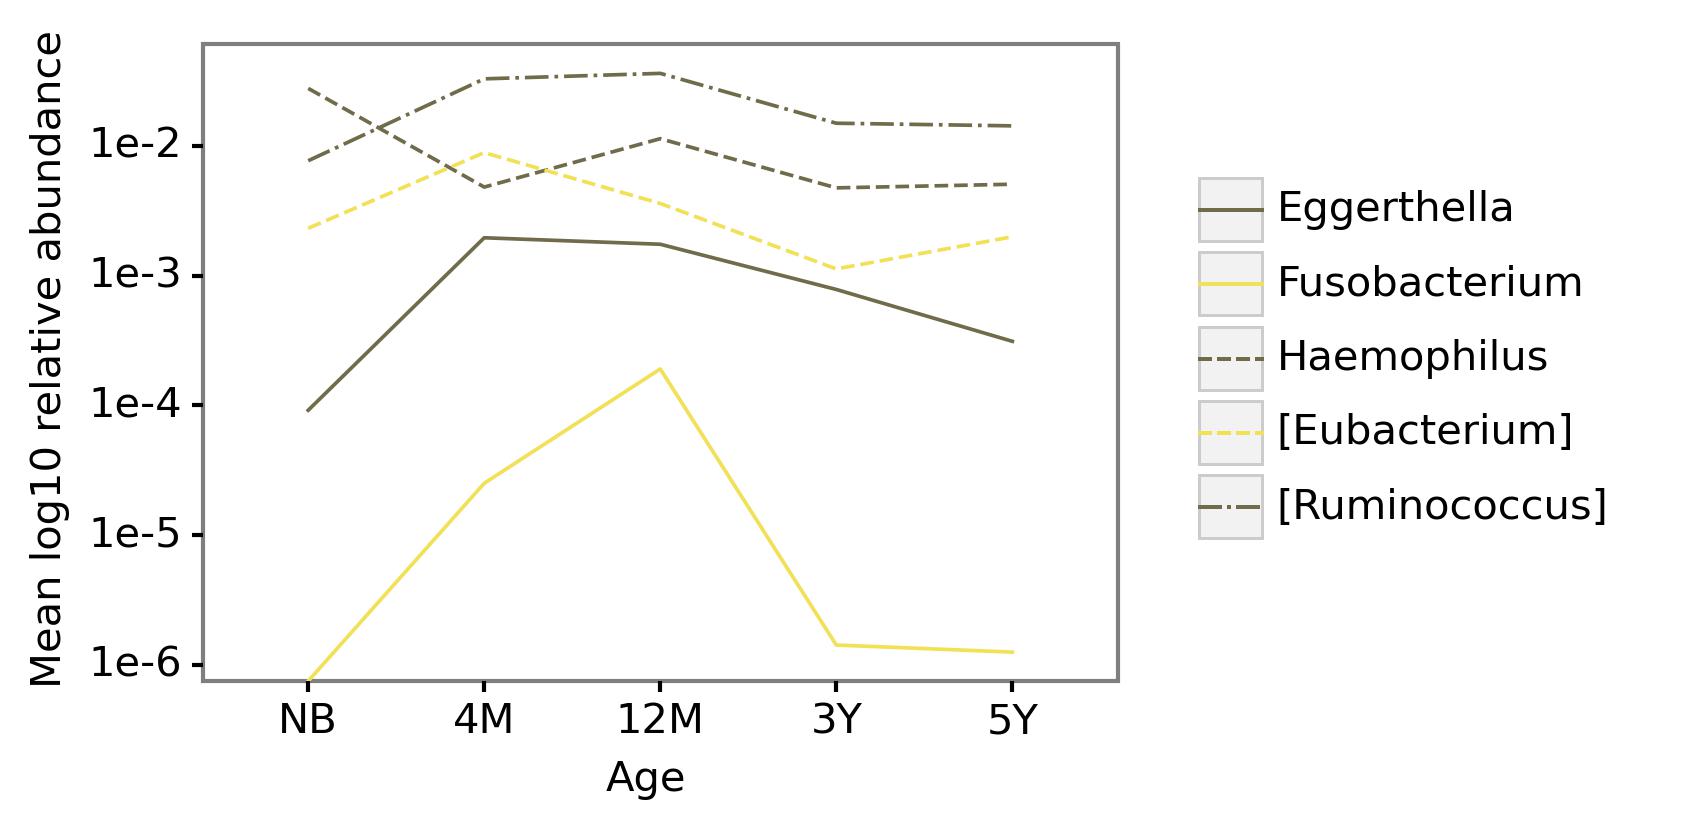 Mean log10 relative abundance
1e-2
1e-3
1e-4
1e-5
1e-6
NB 4M 12M 3Y 5Y
Age
Eggerthella
Fusobacterium
Haemophilus
[Eubacterium]
[Ruminococcus]